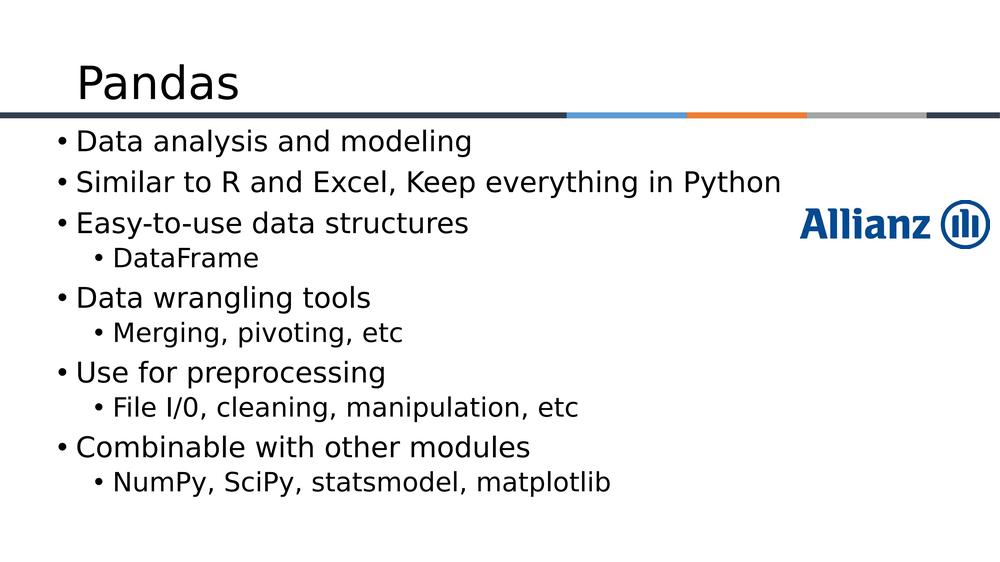 Pandas
• Data analysis and modeling
• Similar to R and Excel, Keep everything in Python
• Easy-to-use data structures
• DataFrame
• Data wrangling tools
• Merging, pivoting, etc
• Use for preprocessing
• File I/0, cleaning, manipulation, etc
• Combinable with other modules
• NumPy, SciPy, statsmodel, matplotlib
Allianz